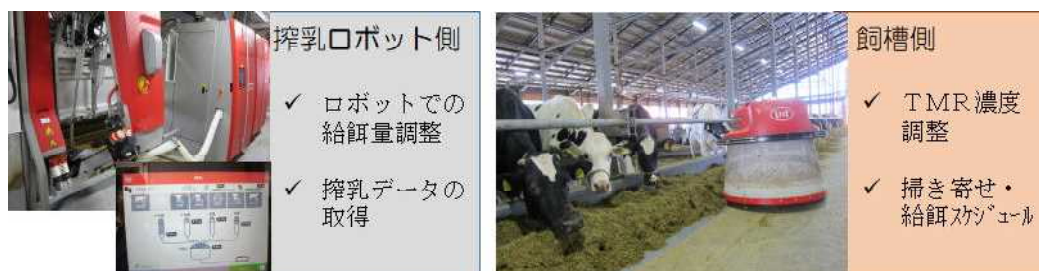 搾乳ロボット側
✓ ロボットでの
給餌量調整
✓ 搾乳データの
取得
飼槽側
✓ TMR濃度
調整
✓ 掃き寄せ・
給餌ｽｹｼﾞｭｰﾙ